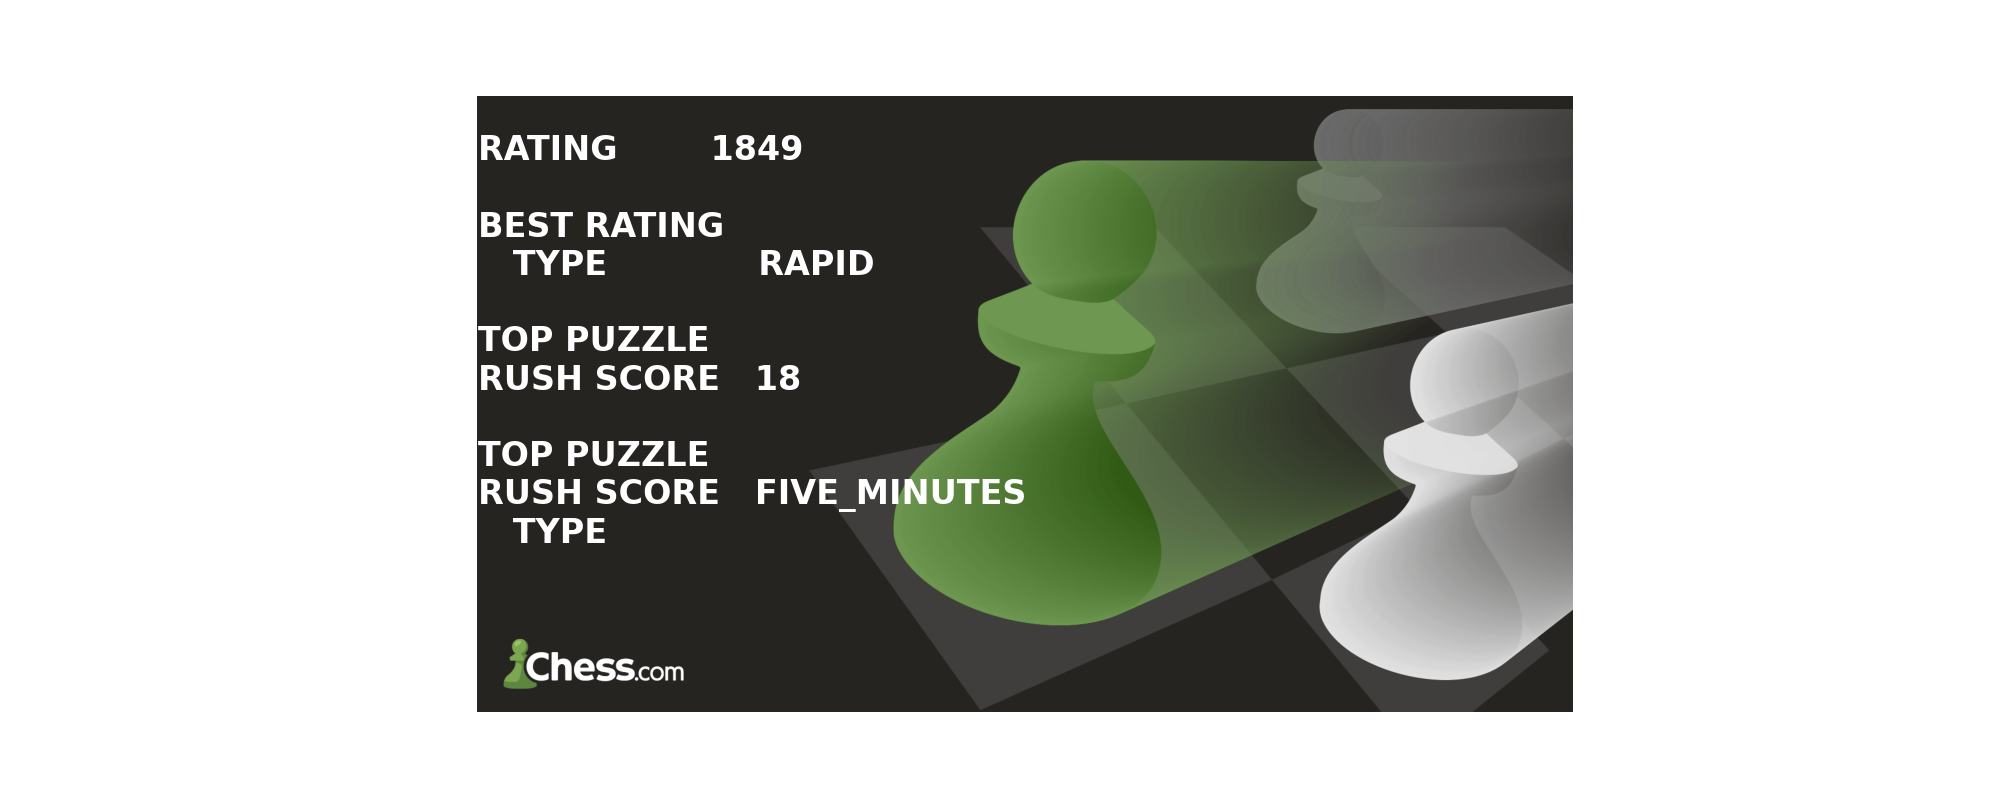 RATING 1849
BEST RATING
TYPE RAPID
TOP PUZZLE
RUSH SCORE 18
TOP PUZZLE
RUSH SCORE FIVE_MINUTES
TYPE
Chess.com